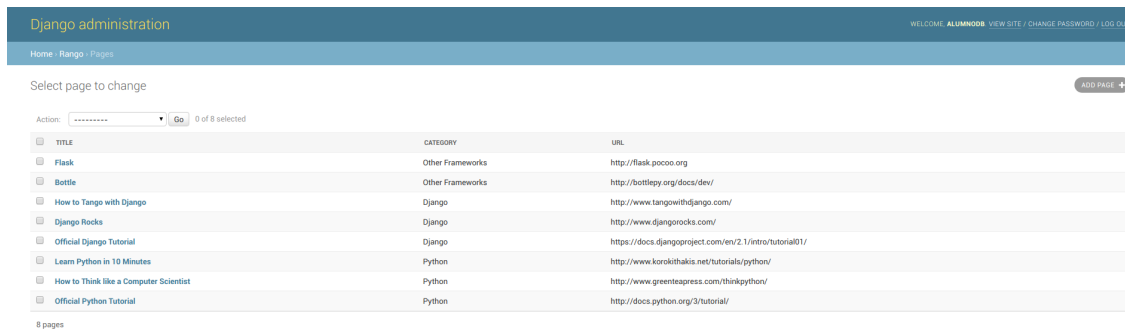 Django administration
WELCOME, ALUMNODB. VIEW SITE / CHANGE PASSWORD / LOG OU
Home › Rango › Pages
Select page to change
ADD PAGE +
Action: --------- Go 0 of 8 selected
TITLE CATEGORY URL
Flask Other Frameworks http://flask.pocoo.org
Bottle Other Frameworks http://bottlepy.org/docs/dev/
How to Tango with Django Django http://www.tangowithdjango.com/
Django Rocks Django http://www.djangorocks.com/
Official Django Tutorial Django https://docs.djangoproject.com/en/2.1/intro/tutorial01/
Learn Python in 10 Minutes Python http://www.korokithakis.net/tutorials/python/
How to Think like a Computer Scientist Python http://www.greenteapress.com/thinkpython/
Official Python Tutorial Python http://docs.python.org/3/tutorial/
8 pages